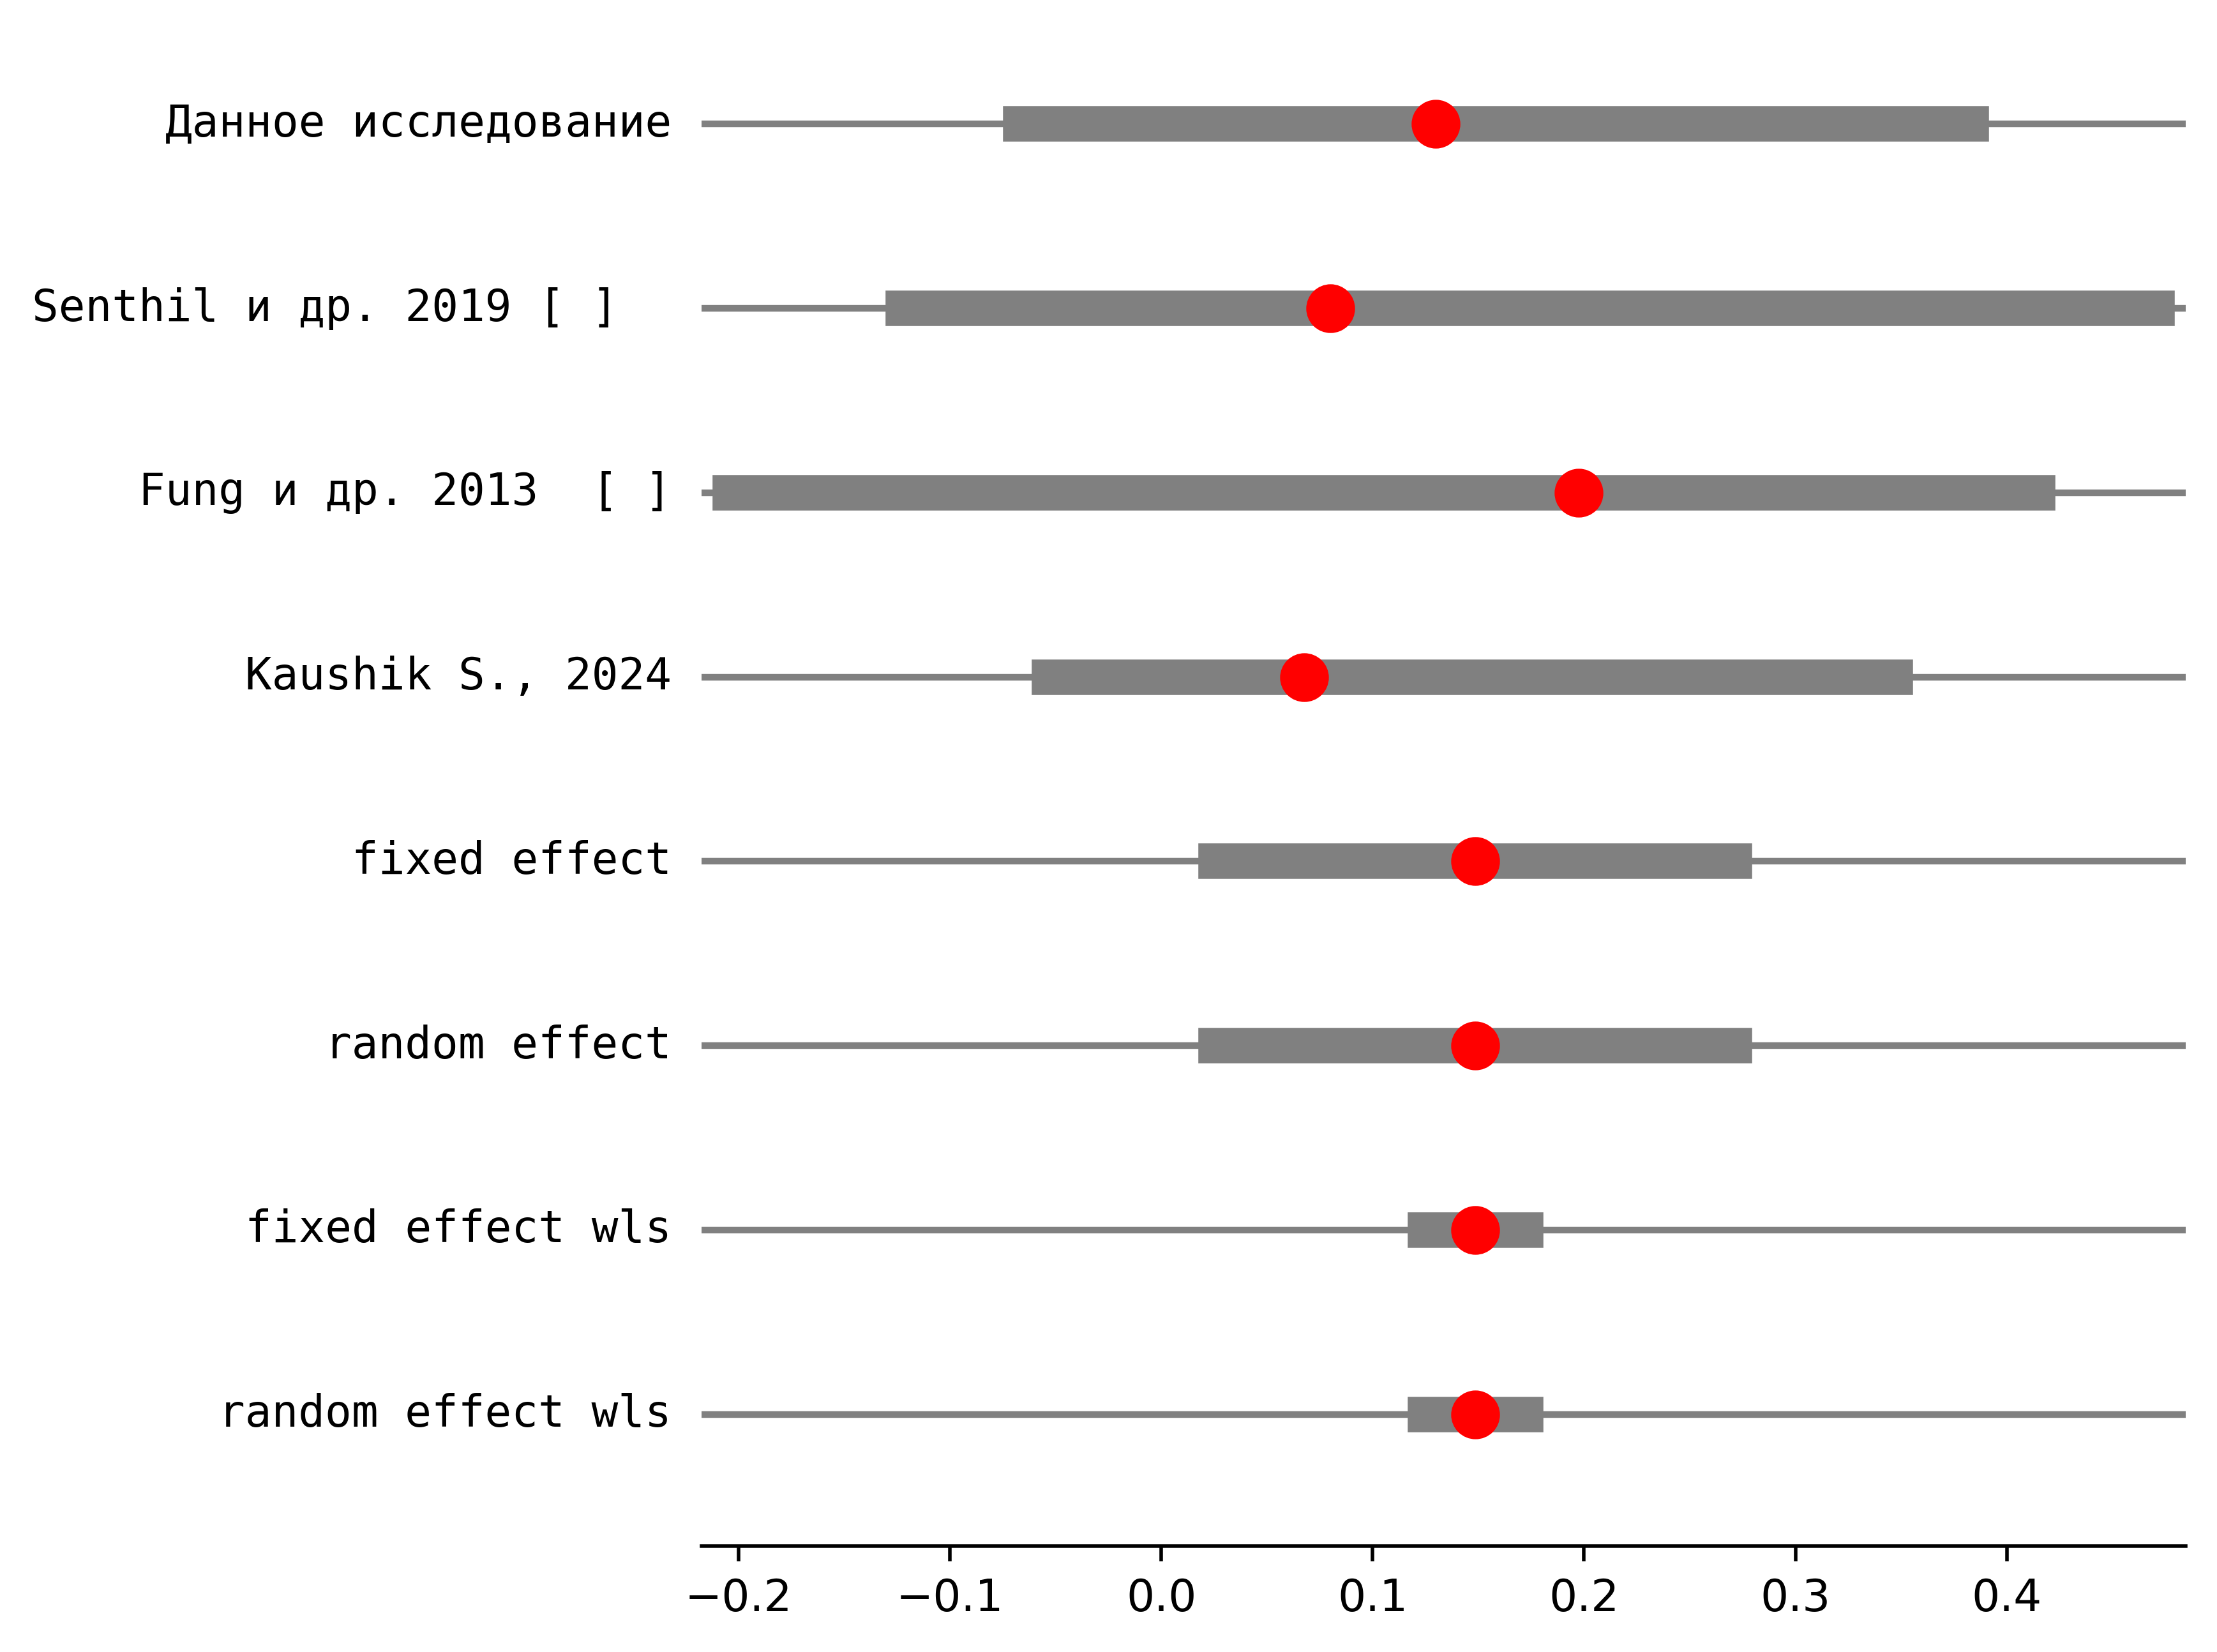 Данное исследование
Senthil и др. 2019 [ ]
Fung и др. 2013  [ ]
Kaushik S., 2024
fixed effect
random effect
fixed effect wls
random effect wls
−0.2 −0.1 0.0 0.1 0.2 0.3 0.4